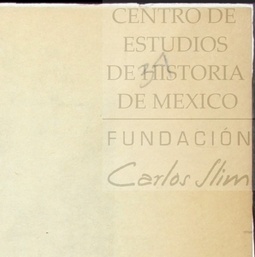 CENTRO DE
ESTUDIOS
DE HISTORIA
DE MEXICO
FUNDACIÓN
Carlos Slim